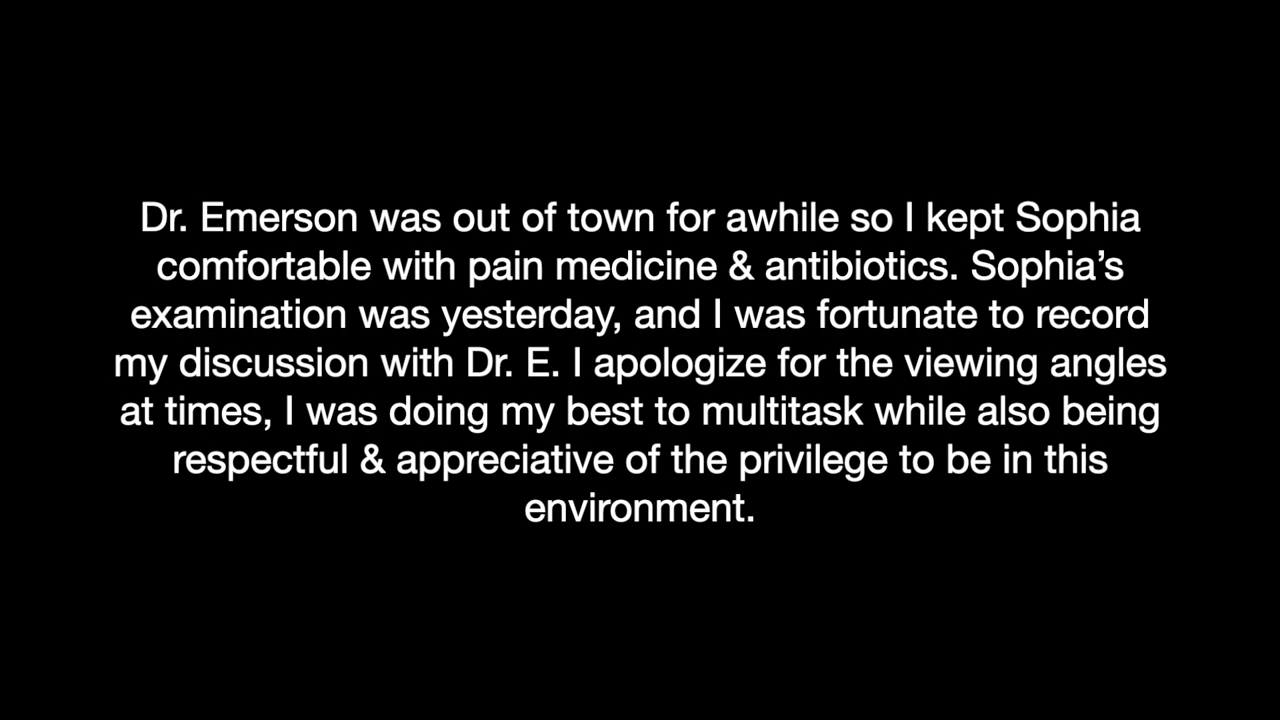 Dr. Emerson was out of town for awhile so I kept Sophia
comfortable with pain medicine & antibiotics. Sophia’s
examination was yesterday, and I was fortunate to record
my discussion with Dr. E. I apologize for the viewing angles
at times, I was doing my best to multitask while also being
respectful & appreciative of the privilege to be in this
environment.